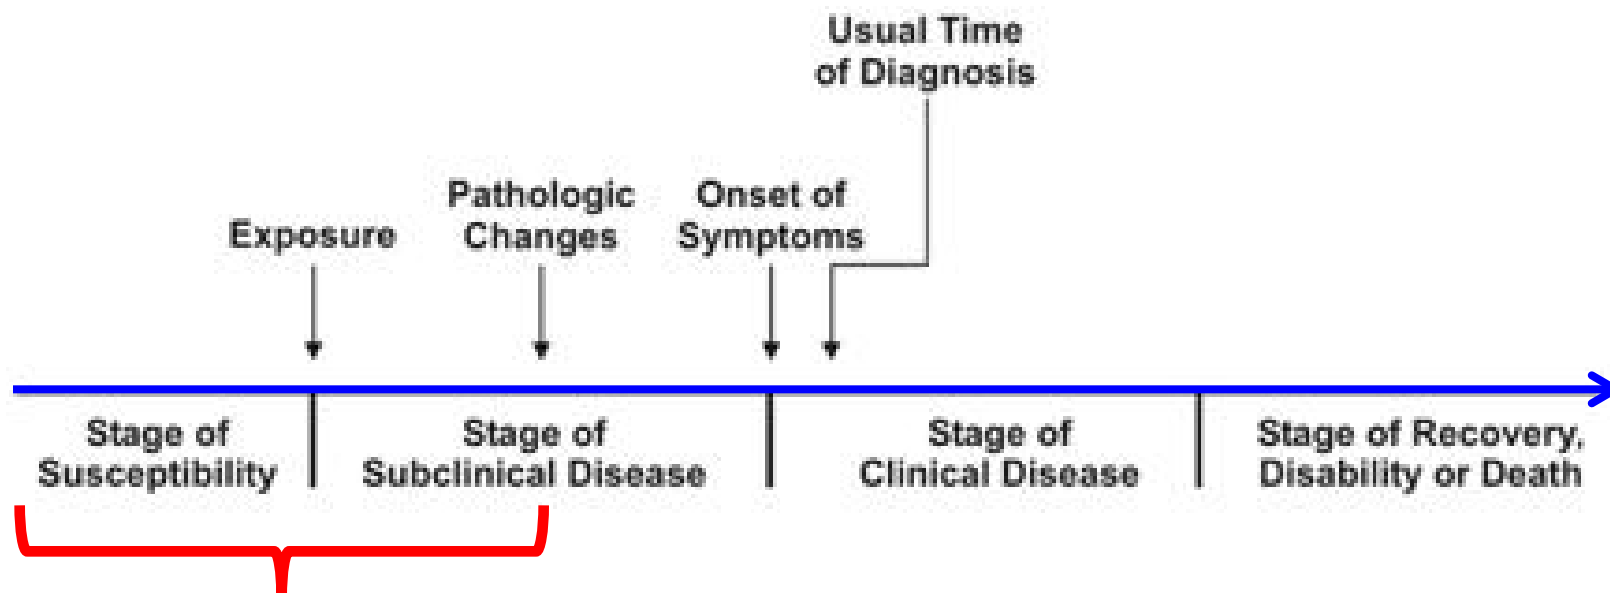 Usual Time
of Diagnosis
Pathologic
Changes
Onset of
Symptoms
Exposure
Stage of
Susceptibility
Stage of
Subclinical Disease
Stage of
Clinical Disease
Stage of Recovery,
Disability or Death